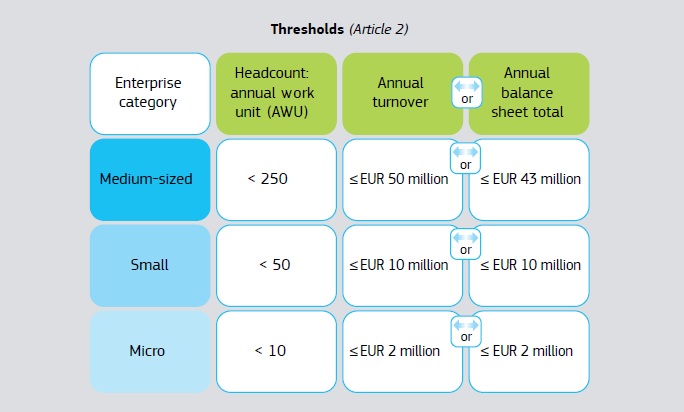 Thresholds (Article 2)
Enterprise
category
Headcount:
annual work
unit (AWU)
Annual
turnover
or
Annual
balance
sheet total
Medium-sized
< 250
≤ EUR 50 million
or
≤ EUR 43 million
Small
< 50
≤ EUR 10 million
or
≤ EUR 10 million
Micro
< 10
≤ EUR 2 million
or
≤ EUR 2 million